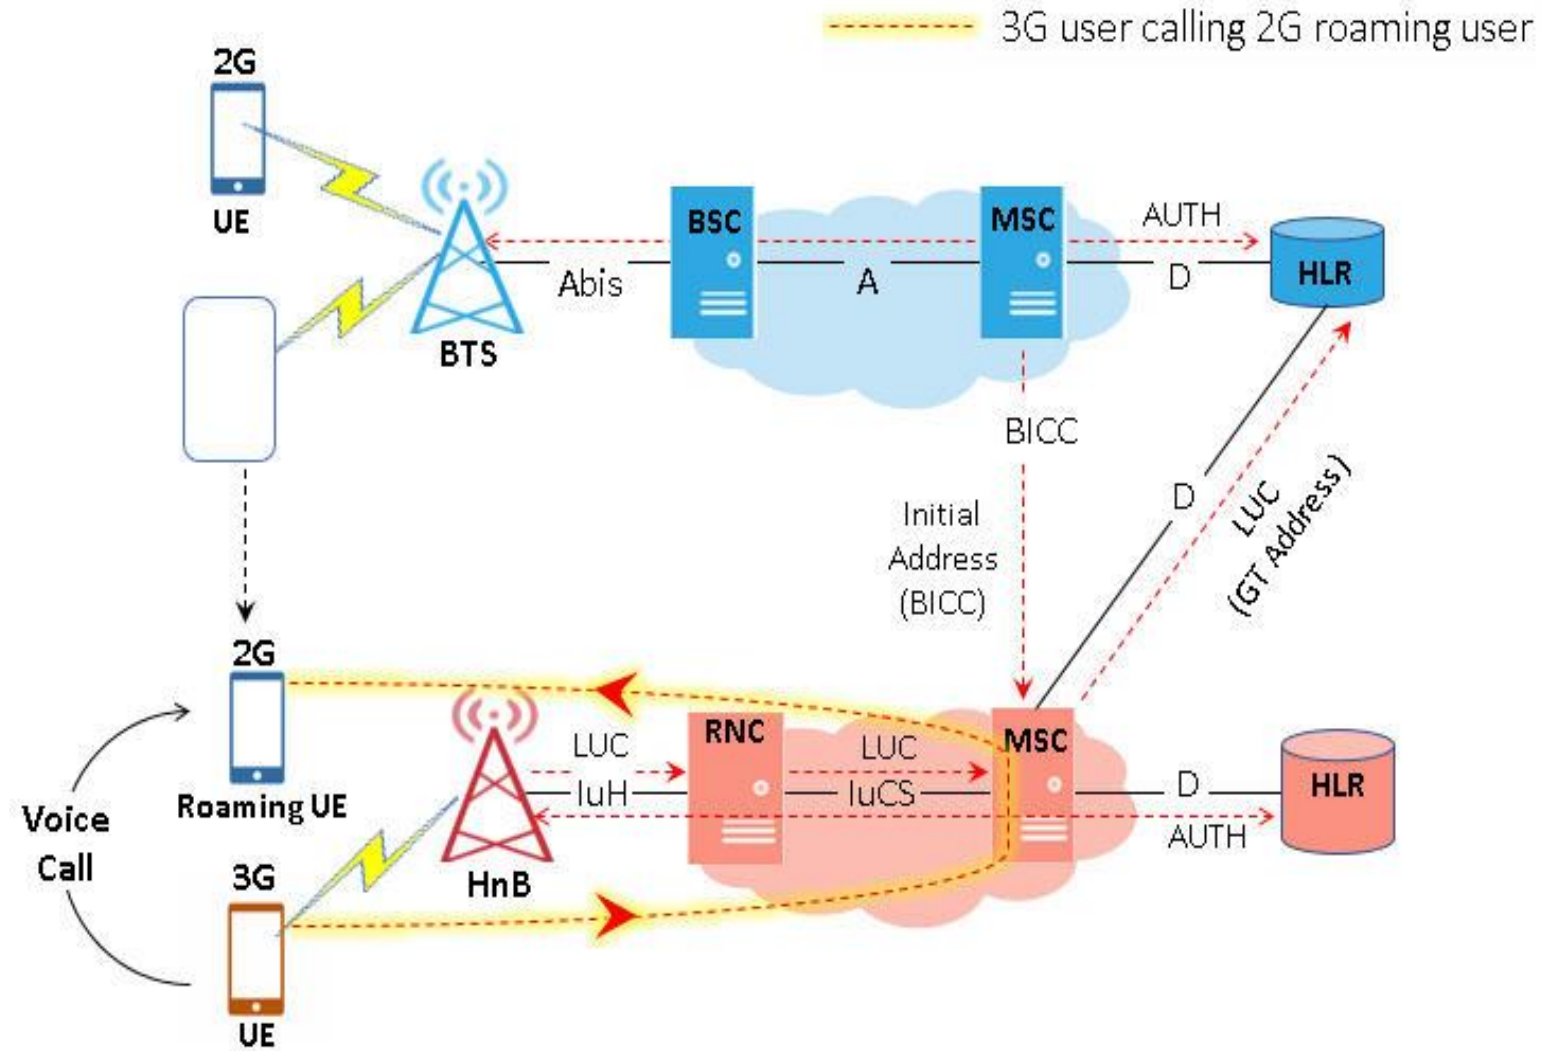 3G user calling 2G roaming user
2G
UE
BTS
Abis
BSC
A
MSC
AUTH
D
HLR
BICC
Initial
Address
(BICC)
D
LUC
(GT Address)
2G
Roaming UE
Voice
Call
3G
UE
HnB
LUC
IuH
RNC
LUC
IuCS
MSC
D
AUTH
HLR